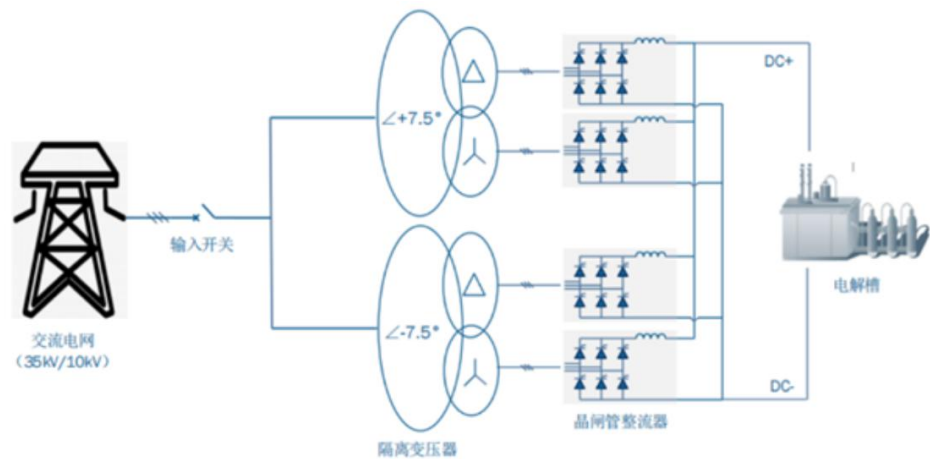 ∠+7.5°
DC+
输入开关
交流电网
（35kV/10kV）
∠-7.5°
电解槽
DC-
晶闸管整流器
隔离变压器